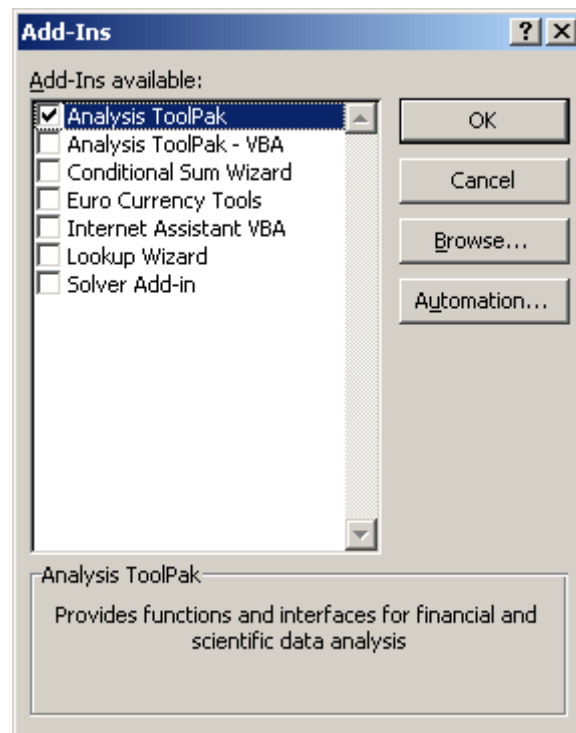 Add-Ins
Add-Ins available:
Analysis ToolPak
Analysis ToolPak - VBA
Conditional Sum Wizard
Euro Currency Tools
Internet Assistant VBA
Lookup Wizard
Solver Add-in
OK
Cancel
Browse...
Automation...
Analysis ToolPak
Provides functions and interfaces for financial and
scientific data analysis